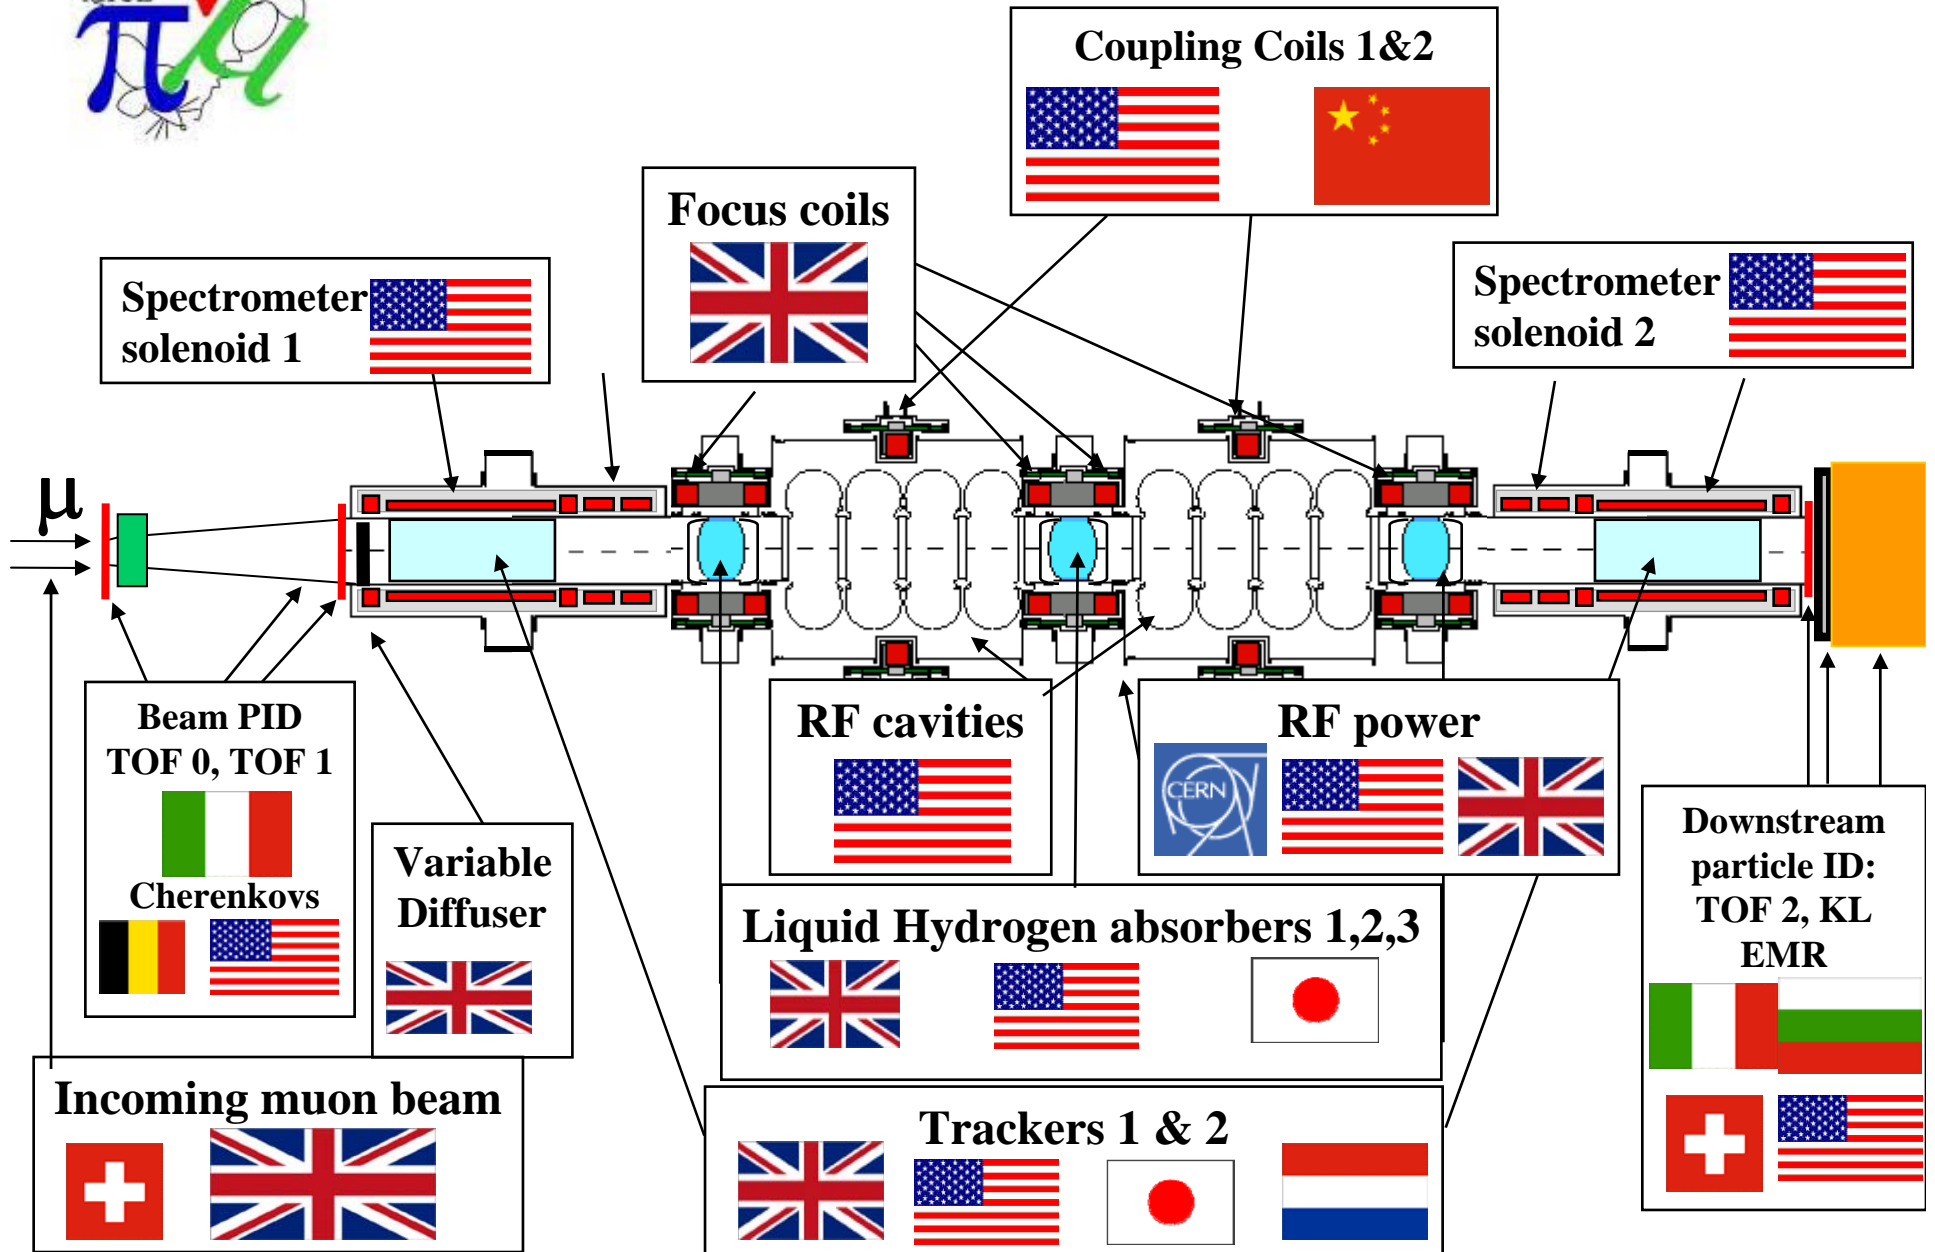 π
μ
Coupling Coils 1&2
Focus coils
Spectrometer
solenoid 1
Spectrometer
solenoid 2
μ
Beam PID
TOF 0, TOF 1
Cherenkovs
Variable
Diffuser
RF cavities
RF power
CERN
Liquid Hydrogen absorbers 1,2,3
Downstream
particle ID:
TOF 2, KL
EMR
Incoming muon beam
Trackers 1 & 2